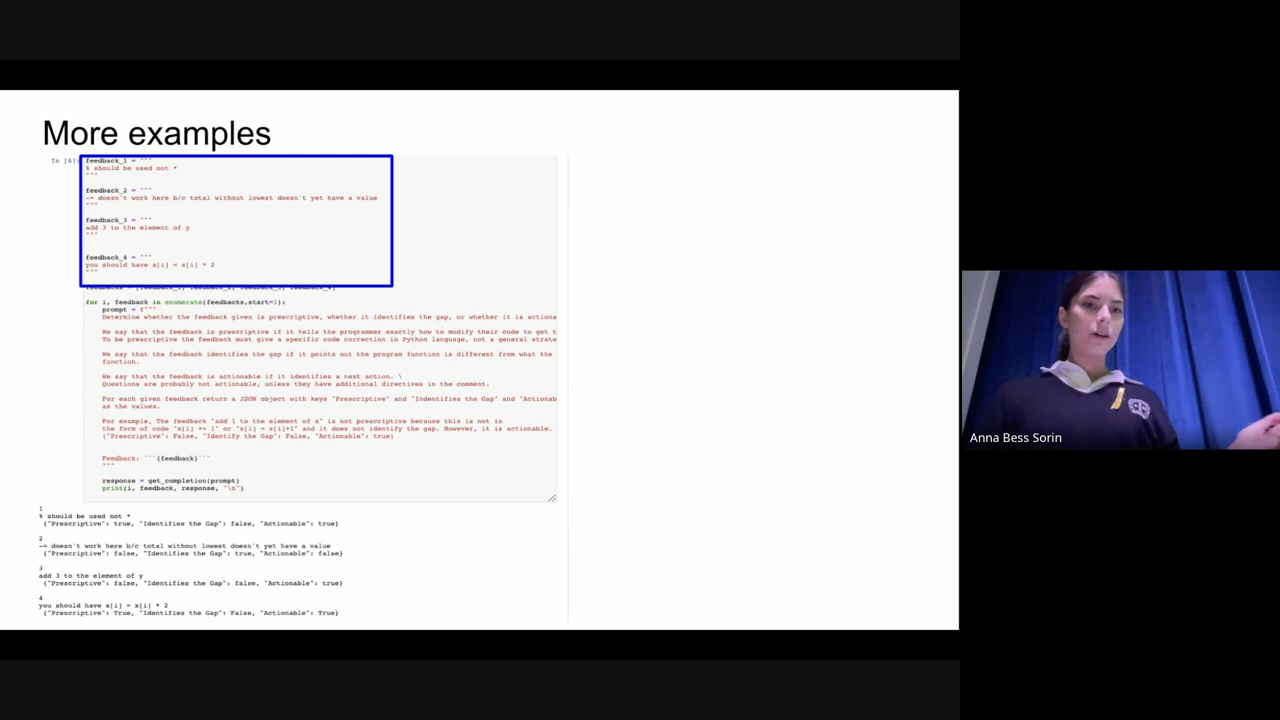 More examples
In [6]:
feedback_1 = """
% should be used not *
"""
feedback_2 = """
-= doesn't work here b/c total without lowest doesn't yet have a value
"""
feedback_3 = """
add 3 to the element of y
"""
feedback_4 = """
you should have x[i] = x[i] * 2
"""
for i, feedback in enumerate(feedbacks,start=1):
prompt = f"""
Determine whether the feedback given is prescriptive, whether it identifies the gap, or whether it is actiona
We say that the feedback is prescriptive if it tells the programmer exactly how to modify their code to get t
To be prescriptive the feedback must give a specific code correction in Python language, not a general strate
We say that the feedback identifies the gap if it points out the program function is different from what the
function.
We say that the feedback is actionable if it identifies a next action. \
Questions are probably not actionable, unless they have additional directives in the comment.
For each given feedback return a JSON object with keys "Prescriptive" and "Indentifies the Gap" and "Actionab
as the values.
For example, The feedback "add 1 to the element of x" is not prescriptive because this is not in
the form of code "x[i] += 1" or "x[i] = x[i]+1" and it does not identify the gap. However, it is actionable.
{"Prescriptive": False, "Identify the Gap": False, "Actionable": true}
Feedback: ```{feedback}```
"""
response = get_completion(prompt)
print(i, feedback, response, "\n")
1
% should be used not *
{"Prescriptive": true, "Identifies the Gap": false, "Actionable": true}
2
-= doesn't work here b/c total without lowest doesn't yet have a value
{"Prescriptive": false, "Identifies the Gap": true, "Actionable": false}
3
add 3 to the element of y
{"Prescriptive": false, "Identifies the Gap": false, "Actionable": true}
4
you should have x[i] = x[i] * 2
{"Prescriptive": True, "Identifies the Gap": False, "Actionable": True}
Anna Bess Sorin